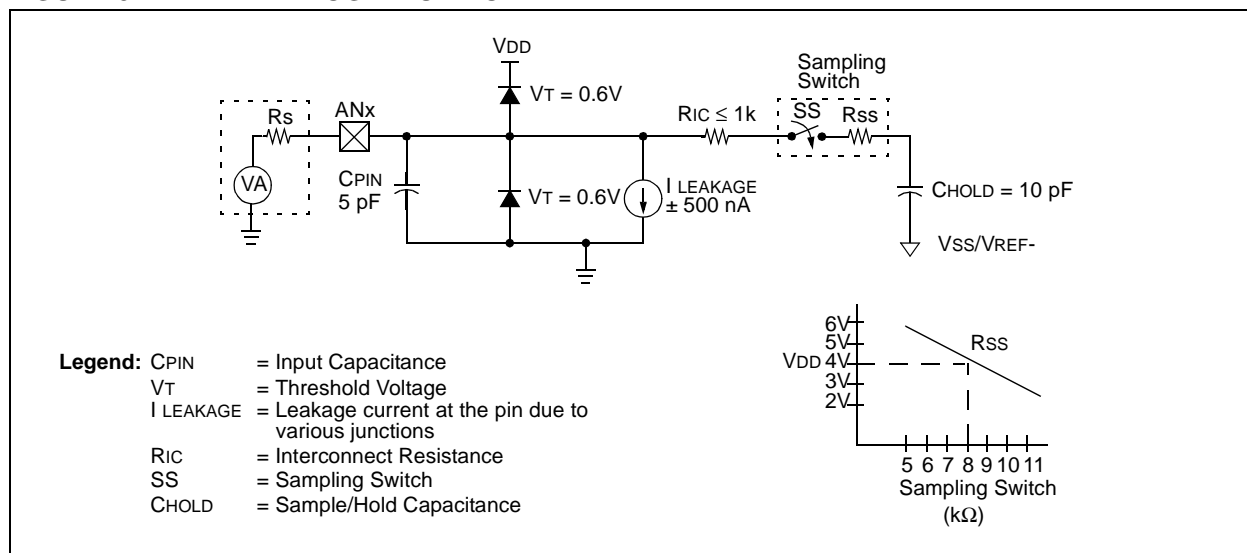 VDD
Sampling
Switch
VT = 0.6V
ANx
RIC ≤ 1k
SS
RSS
Rs
VA
CPIN
5 pF
VT = 0.6V
I LEAKAGE
± 500 nA
CHOLD = 10 pF
VSS/VREF-
6V
5V
VDD 4V
3V
2V
RSS
5 6 7 8 9 10 11
Sampling Switch
(kΩ)
Legend: CPIN = Input Capacitance
VT = Threshold Voltage
I LEAKAGE = Leakage current at the pin due to
various junctions
RIC = Interconnect Resistance
SS = Sampling Switch
CHOLD = Sample/Hold Capacitance